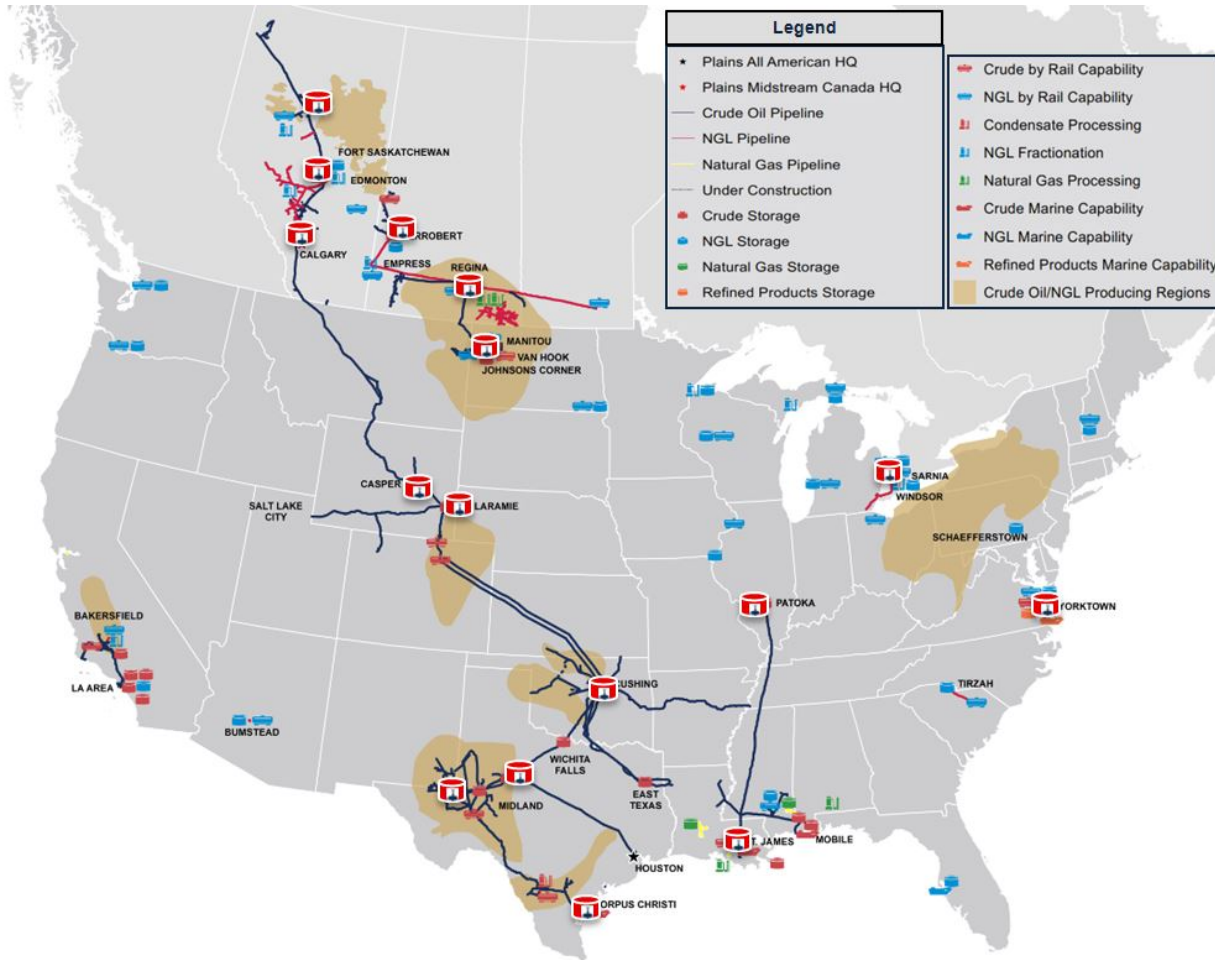 Legend
Plains All American HQ
Plains Midstream Canada HQ
Crude Oil Pipeline
NGL Pipeline
Natural Gas Pipeline
Under Construction
Crude Storage
NGL Storage
Natural Gas Storage
Refined Products Storage
Crude by Rail Capability
NGL by Rail Capability
Condensate Processing
NGL Fractionation
Natural Gas Processing
Crude Marine Capability
NGL Marine Capability
Refined Products Marine Capability
Crude Oil/NGL Producing Regions
FORT SASKATCHEWAN
EDMONTON
RROBERT
CALGARY
EMPRESS
REGINA
MANITOU
VAN HOOK
JOHNSONS CORNER
CASPER
SALT LAKE
CITY
LARAMIE
SARNIA
WINDSOR
SCHAEFFERSTOWN
BAKERSFIELD
PATOKA
YORKTOWN
LA AREA
CUSHING
TIRZAH
BUMSTEAD
WICHITA
FALLS
EAST
TEXAS
MIDLAND
T. JAMES
MOBILE
HOUSTON
ORPUS CHRISTI